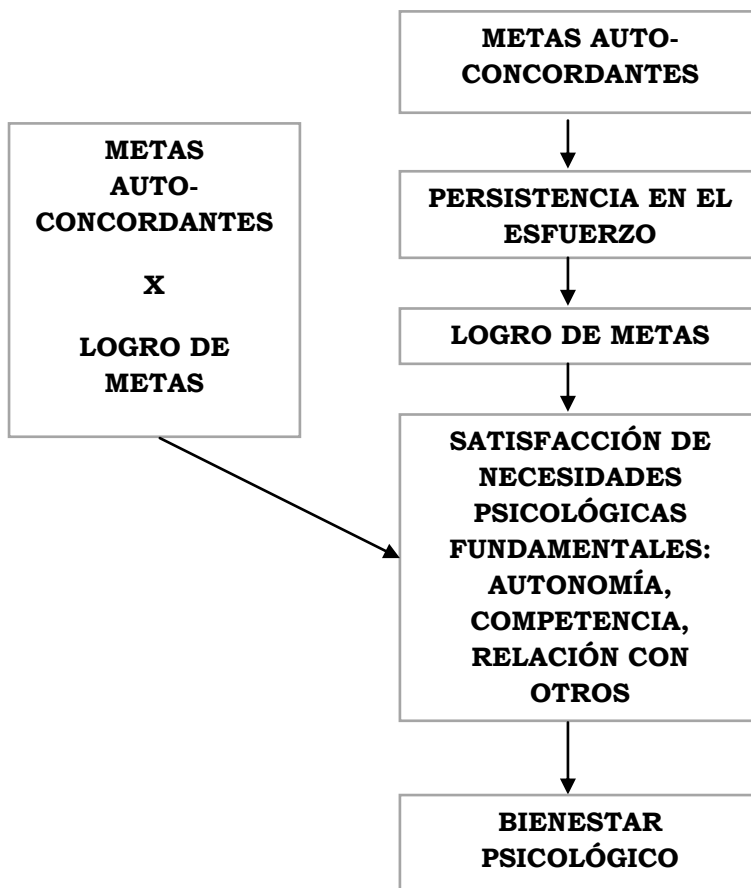 METAS AUTO-
CONCORDANTES
METAS
AUTO-
CONCORDANTES
X
LOGRO DE
METAS
PERSISTENCIA EN EL
ESFUERZO
LOGRO DE METAS
SATISFACCIÓN DE
NECESIDADES
PSICOLÓGICAS
FUNDAMENTALES:
AUTONOMÍA,
COMPETENCIA,
RELACIÓN CON
OTROS
BIENESTAR
PSICOLÓGICO